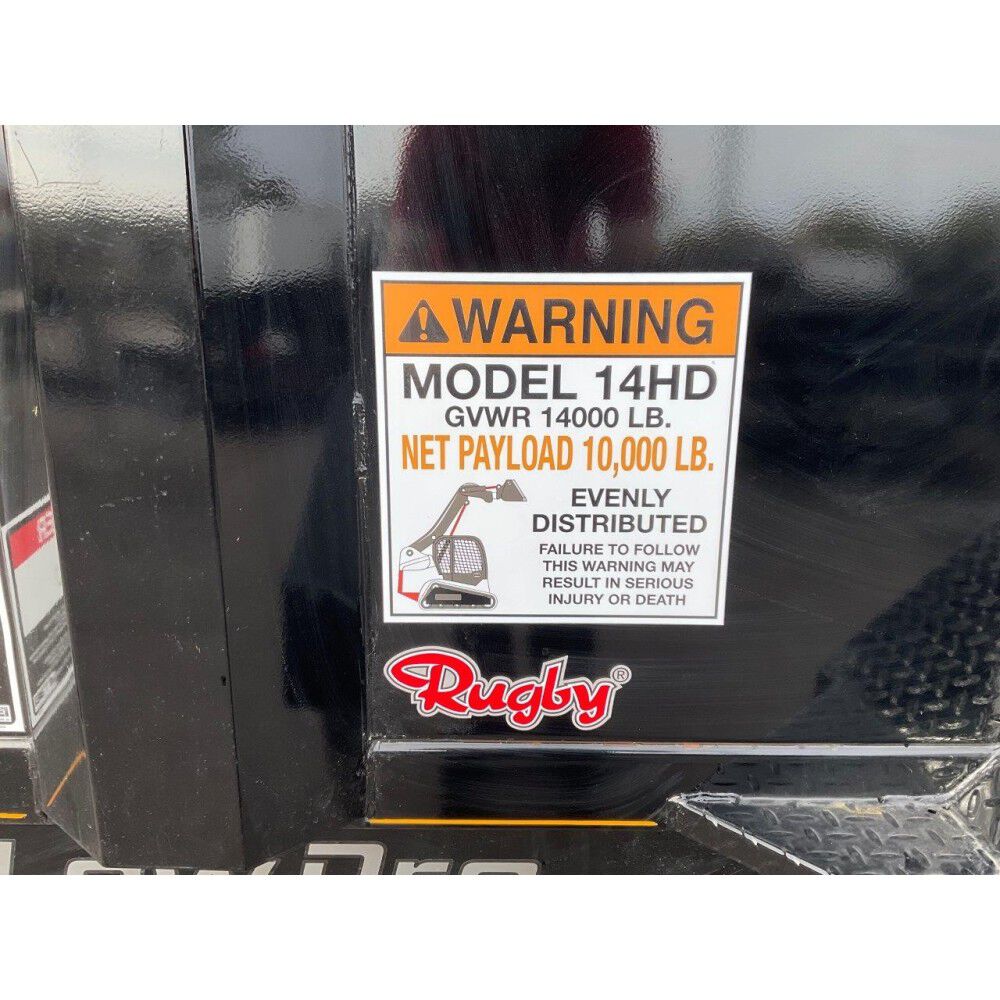 WARNING
MODEL 14HD
GVWR 14000 LB.
NET PAYLOAD 10,000 LB.
EVENLY
DISTRIBUTED
FAILURE TO FOLLOW
THIS WARNING MAY
RESULT IN SERIOUS
INJURY OR DEATH
Rugby®